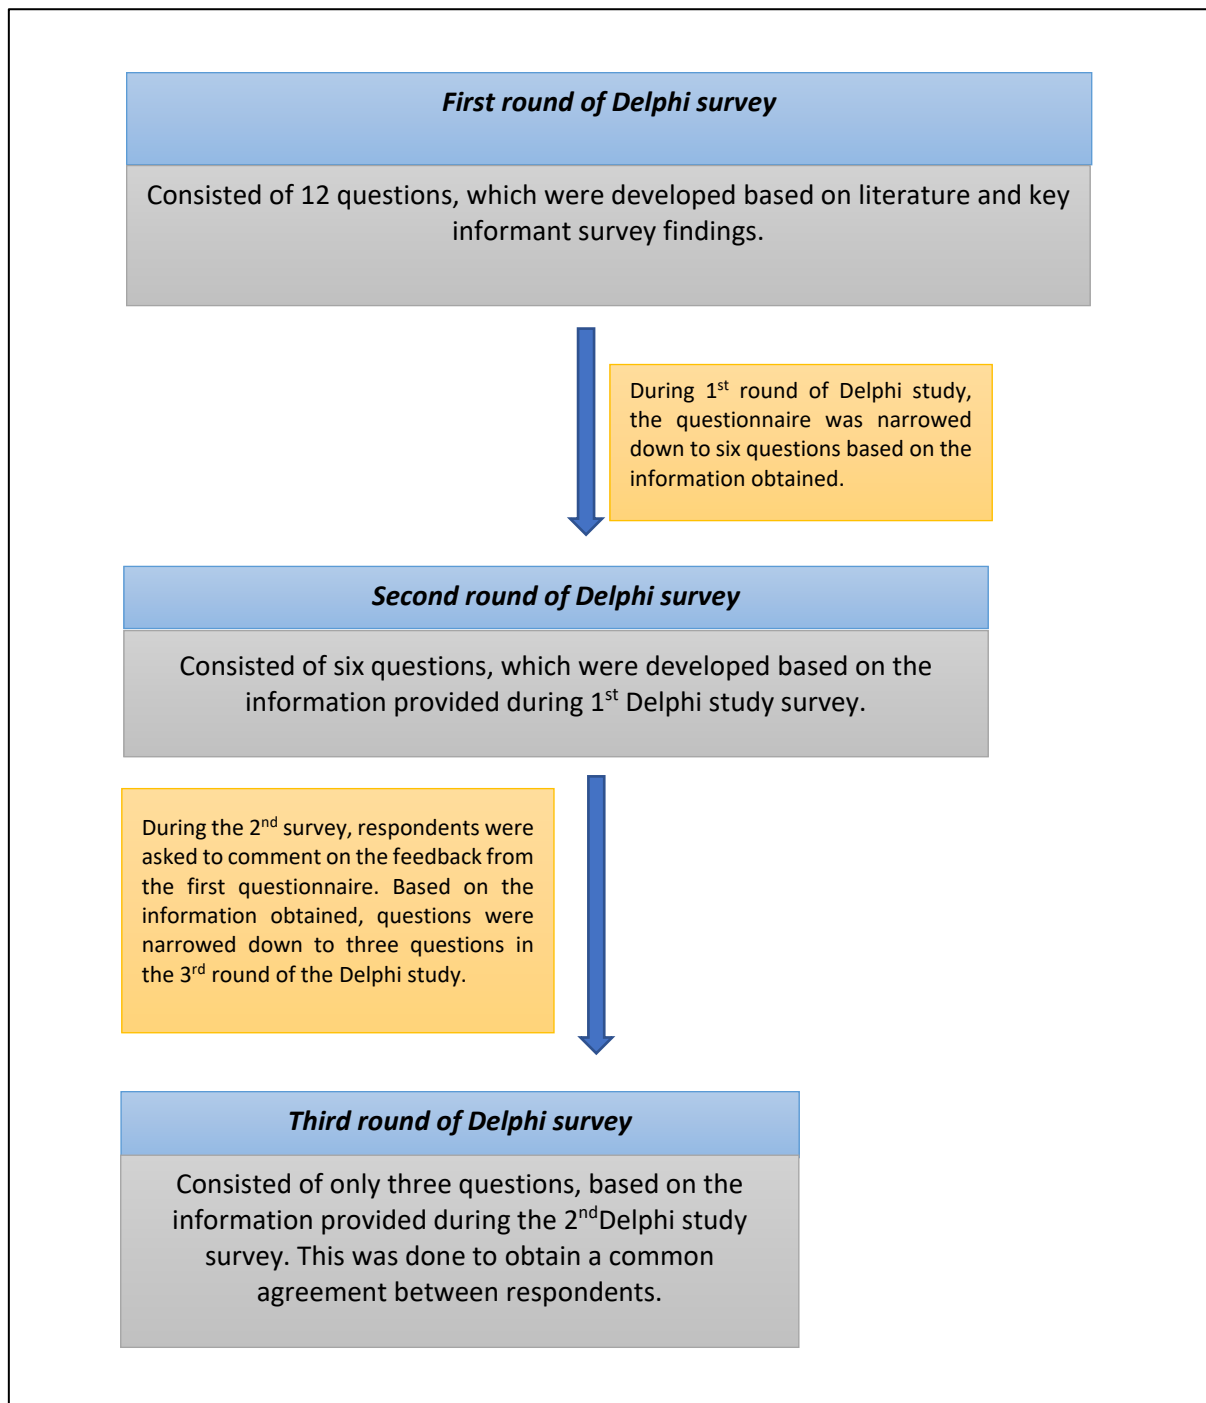 First round of Delphi survey
Consisted of 12 questions, which were developed based on literature and key
informant survey findings.
During 1st round of Delphi study,
the questionnaire was narrowed
down to six questions based on the
information obtained.
Second round of Delphi survey
Consisted of six questions, which were developed based on the
information provided during 1st Delphi study survey.
During the 2nd survey, respondents were
asked to comment on the feedback from
the first questionnaire. Based on the
information obtained, questions were
narrowed down to three questions in
the 3rd round of the Delphi study.
Third round of Delphi survey
Consisted of only three questions, based on the
information provided during the 2ndDelphi study
survey. This was done to obtain a common
agreement between respondents.